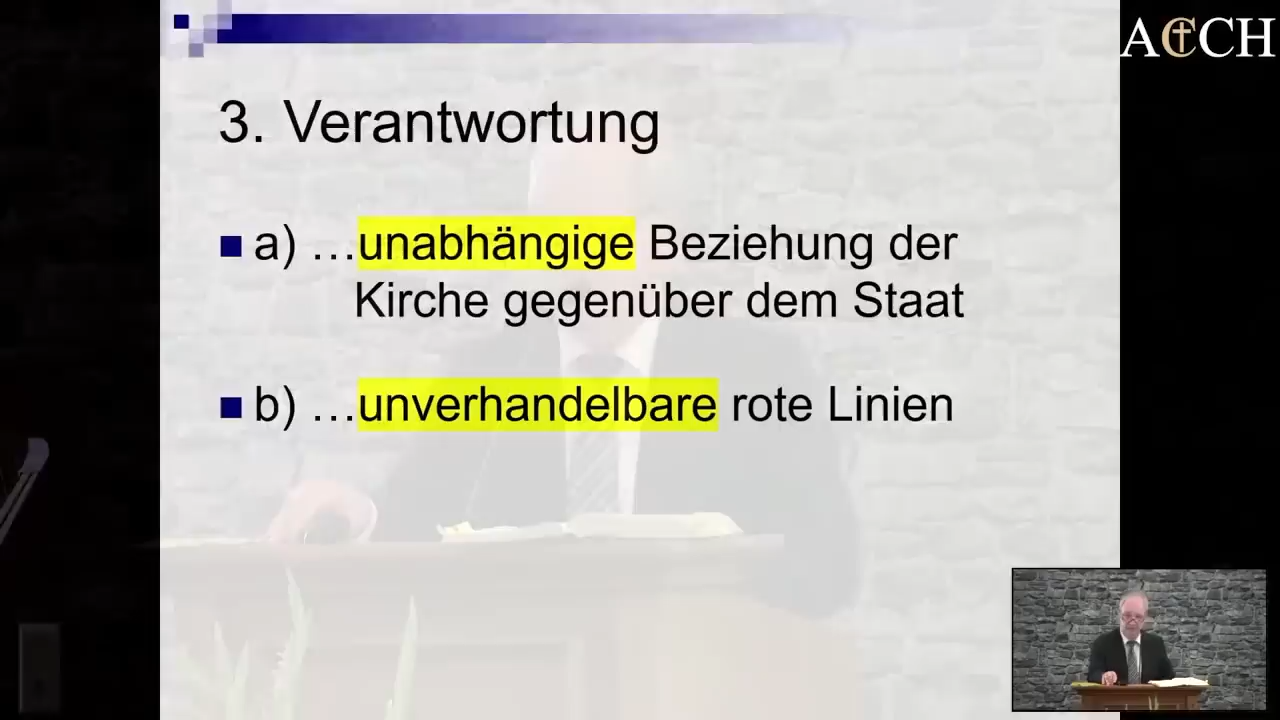 ACCH
3. Verantwortung
a) …unabhängige Beziehung der
Kirche gegenüber dem Staat
b) …unverhandelbare rote Linien